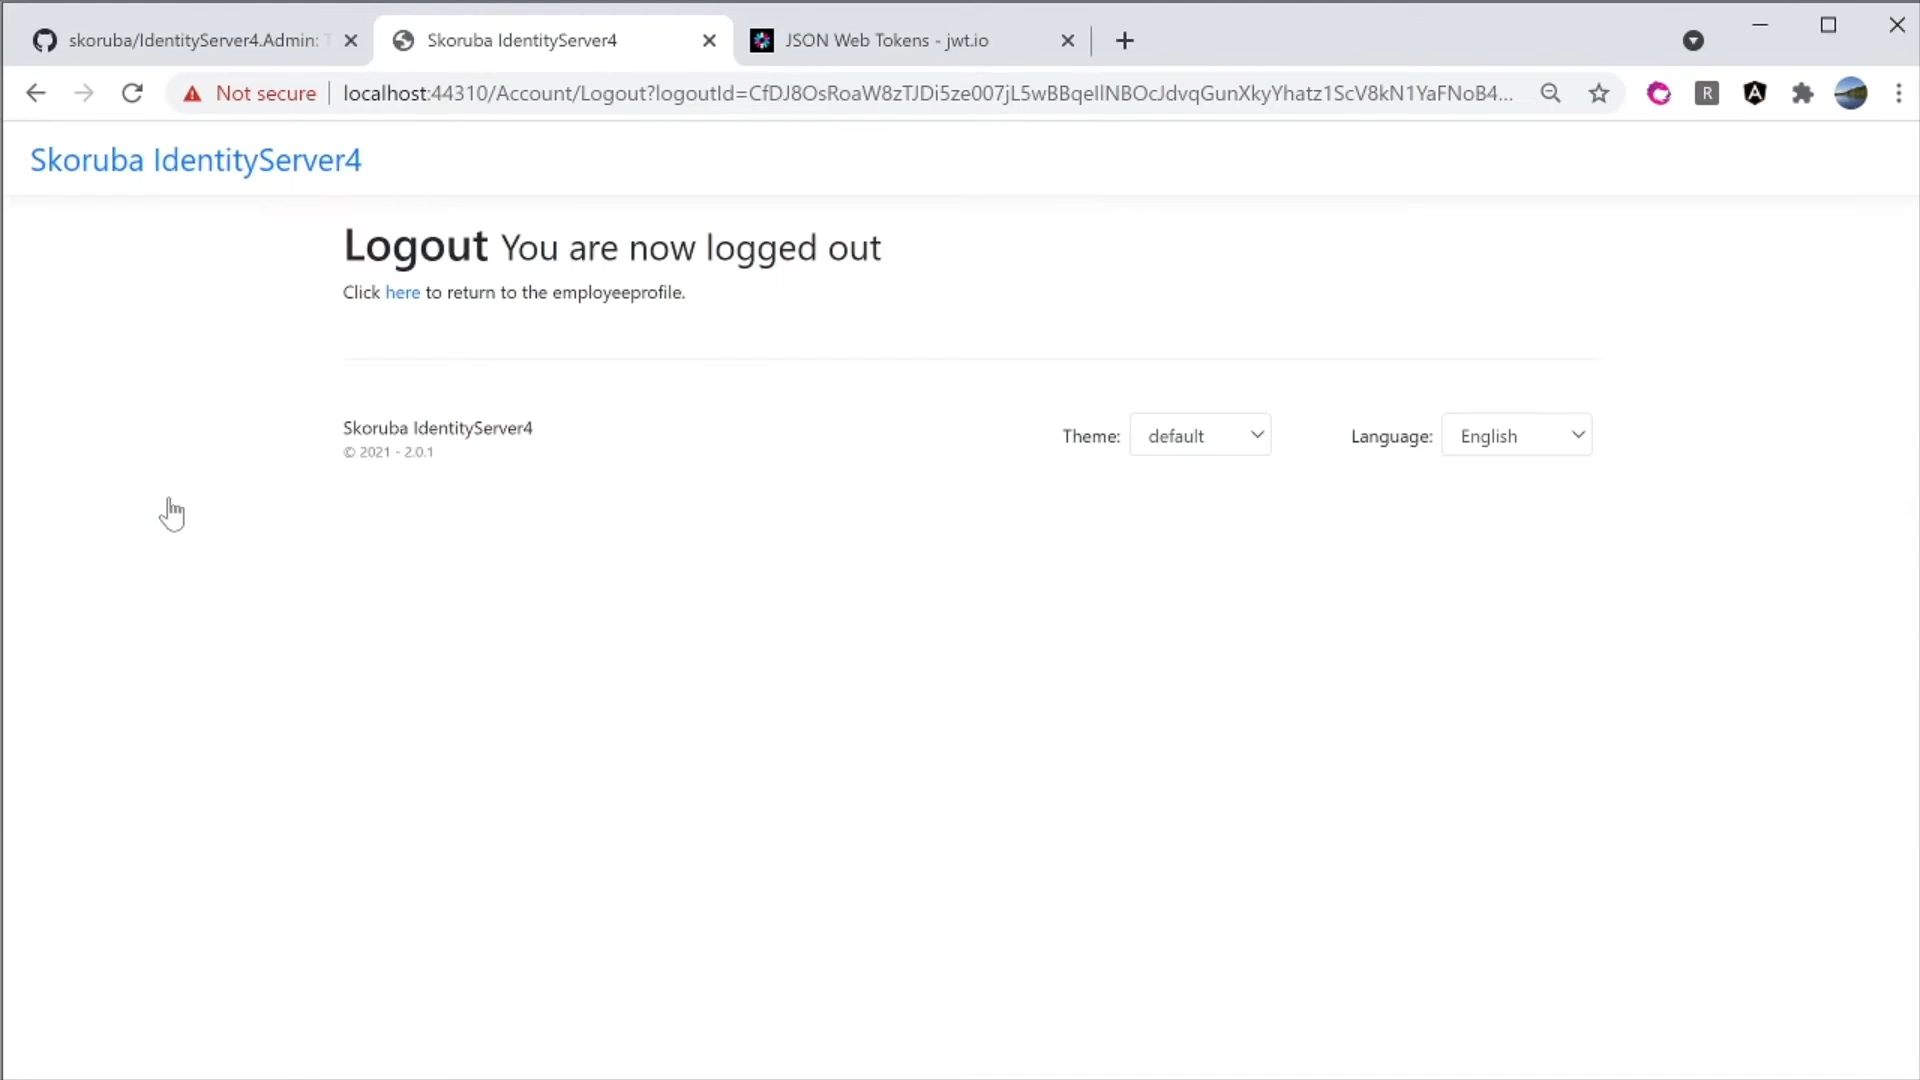 skoruba/IdentityServer4.Admin:
Skoruba IdentityServer4
JSON Web Tokens - jwt.io
Not secure
localhost:44310/Account/Logout?logoutId=CfDJ8OsRoaW8zTJDi5ze007jL5wBBqeIlNBOcJdvqGunXkyYhatz1ScV8kN1YaFNoB4...
R
A
Skoruba IdentityServer4
Logout You are now logged out
Click here to return to the employeeprofile.
Skoruba IdentityServer4
© 2021 - 2.0.1
Theme: default
Language: English